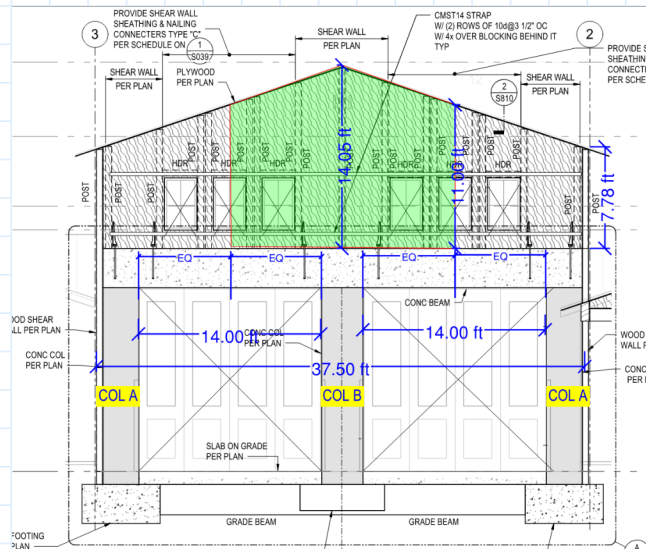 PROVIDE SHEAR WALL
SHEATHING & NAILING
CONNECTERS TYPE "C"
PER SCHEDULE ON
1
S039
3
SHEAR WALL
PER PLAN
CMST14 STRAP
W/ (2) ROWS OF 10d@3 1/2" OC
W/ 4x OVER BLOCKING BEHIND IT
TYP
2
PROVIDE S
SHEATHING
CONNECT
PER SCHE
SHEAR WALL
PER PLAN
PLYWOOD
PER PLAN
2
S810
SHEAR WALL
PER PLAN
POST
POST
POST
POST
POST
POST
POST
POST
POST
POST
POST
POST
HDR
HDR
HDR
HDR
HDR
HDR
14.05 ft
11.00 ft
7.78 ft
EQ
EQ
EQ
EQ
CONC BEAM
OOD SHEAR
LL PER PLAN
14.00 ft
CONC COL
PER PLAN
14.00 ft
WOOD
WALL P
CONC COL
PER PLAN
37.50 ft
CONC
PER
COL A
COL B
COL A
SLAB ON GRADE
PER PLAN
GRADE BEAM
GRADE BEAM
FOOTING
PLAN
A